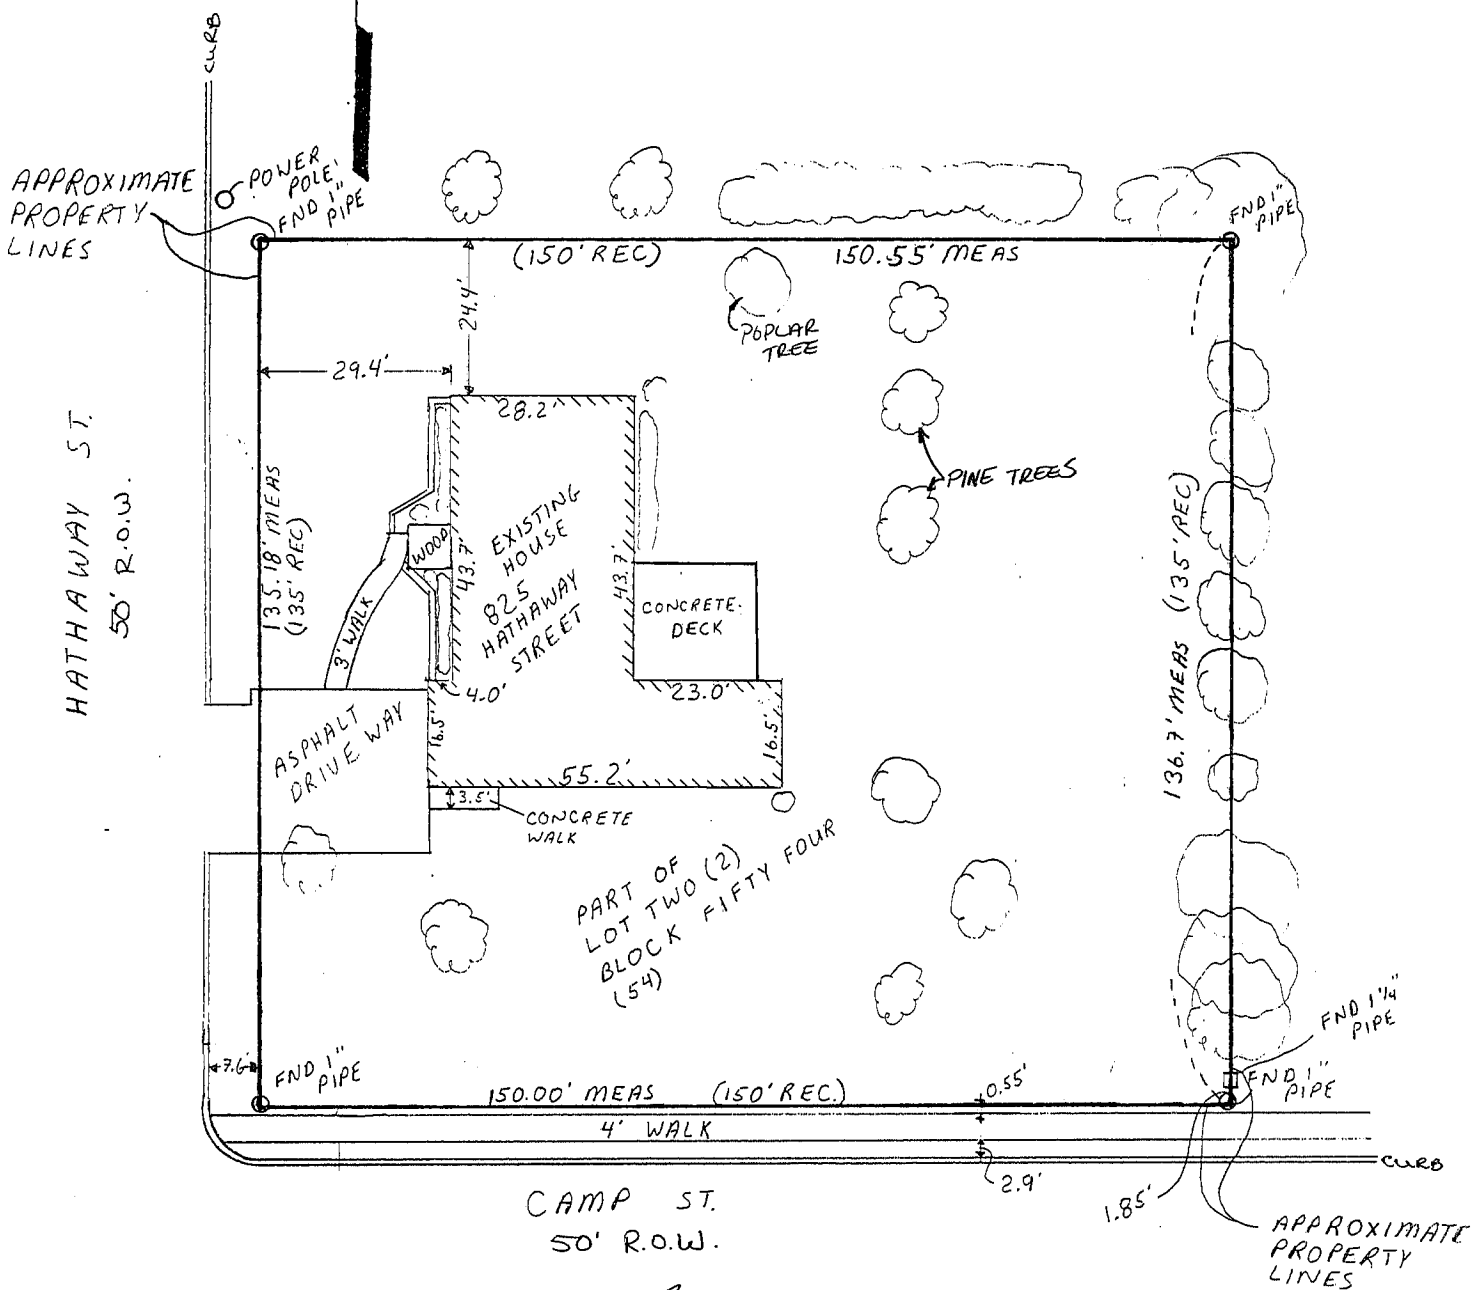 CURB
APPROXIMATE
PROPERTY
LINES
POWER
POLE
FND 1"
PIPE
FND 1"
PIPE
(150' REC)
150.55' MEAS
24.4'
POPLAR
TREE
29.4'
28.2'
PINE TREES
HATHAWAY ST.
50' R.O.W.
135.18' MEAS
(135' REC)
WOOD
43.7'
EXISTING
HOUSE
825
HATHAWAY
STREET
43.7'
CONCRETE
DECK
3' WALK
4.0'
23.0'
136.7' MEAS (135' REC)
ASPHALT
DRIVE WAY
16.5'
16.5'
55.2'
3.5'
CONCRETE
WALK
PART OF
LOT TWO (2)
BLOCK FIFTY FOUR
(54)
FND 1 1/4"
PIPE
7.6'
FND 1"
PIPE
150.00' MEAS (150' REC.)
0.55'
FND 1"
PIPE
4' WALK
CURB
2.9'
1.85'
CAMP ST.
50' R.O.W.
APPROXIMATE
PROPERTY
LINES